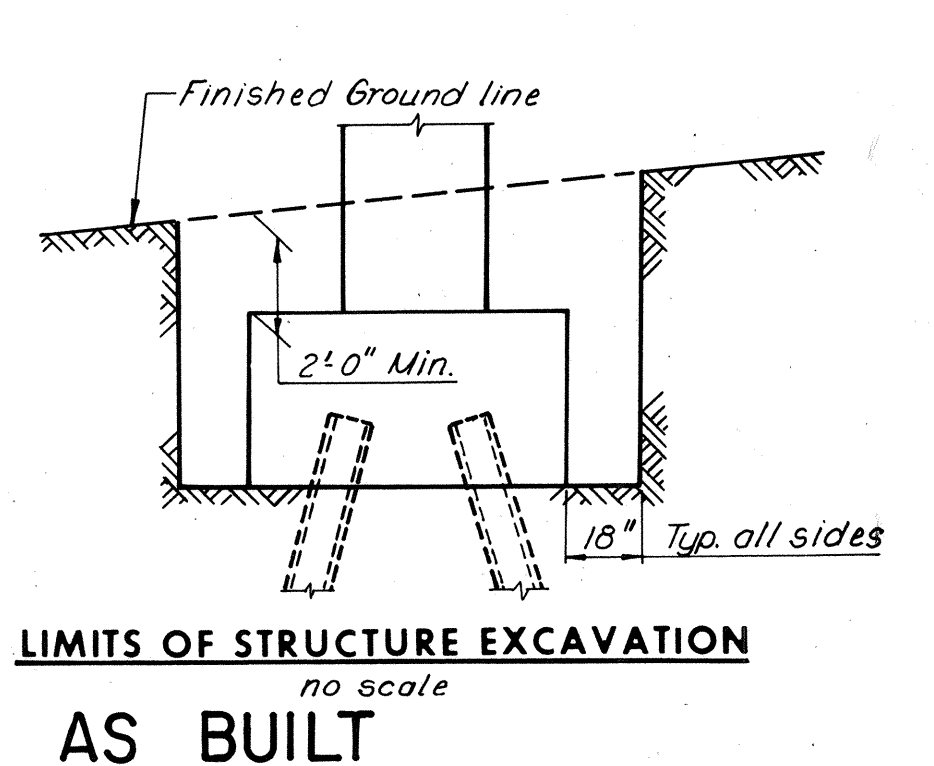 Finished Ground line
2'-0" Min.
18" Typ. all sides
LIMITS OF STRUCTURE EXCAVATION
no scale
AS BUILT